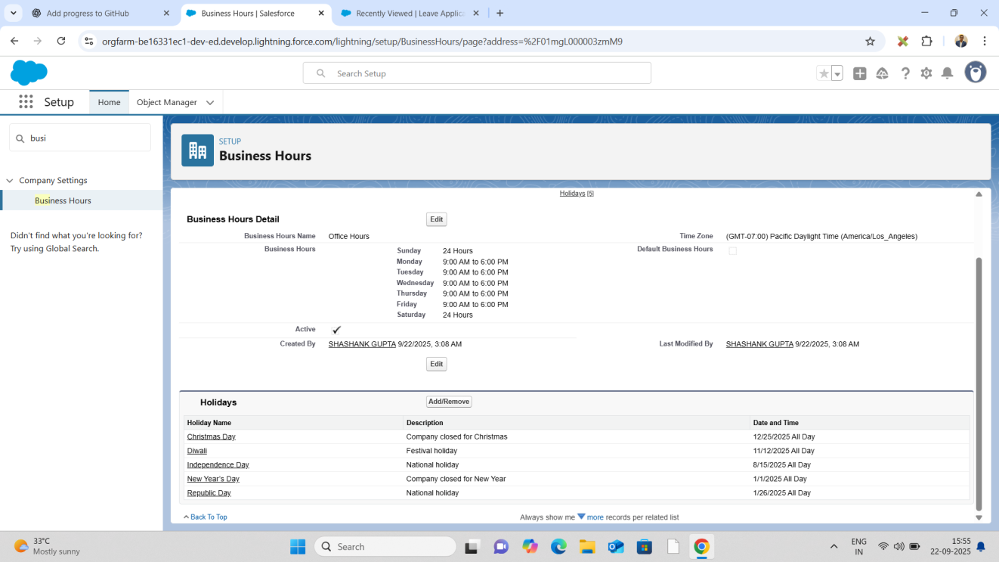 Add progress to GitHub
Business Hours | Salesforce
Recently Viewed | Leave Applic
orgfarm-be16331ec1-dev-ed.develop.lightning.force.com/lightning/setup/BusinessHours/page?address=%2F01mgL000003zmM9
Search Setup
Setup
Home
Object Manager
busi
Company Settings
Business Hours
Didn't find what you're looking for?
Try using Global Search.
SETUP
Business Hours
Holidays [5]
Business Hours Detail
Edit
Business Hours Name Office Hours Time Zone (GMT-07:00) Pacific Daylight Time (America/Los_Angeles)
Business Hours Default Business Hours
Sunday 24 Hours
Monday 9:00 AM to 6:00 PM
Tuesday 9:00 AM to 6:00 PM
Wednesday 9:00 AM to 6:00 PM
Thursday 9:00 AM to 6:00 PM
Friday 9:00 AM to 6:00 PM
Saturday 24 Hours
Active
Created By SHASHANK GUPTA 9/22/2025, 3:08 AM Last Modified By SHASHANK GUPTA 9/22/2025, 3:08 AM
Edit
Holidays Add/Remove
Holiday Name Description Date and Time
Christmas Day Company closed for Christmas 12/25/2025 All Day
Diwali Festival holiday 11/12/2025 All Day
Independence Day National holiday 8/15/2025 All Day
New Year's Day Company closed for New Year 1/1/2025 All Day
Republic Day National holiday 1/26/2025 All Day
Back To Top Always show me more records per related list
33°C
Mostly sunny
Search
ENG
IN
15:55
22-09-2025